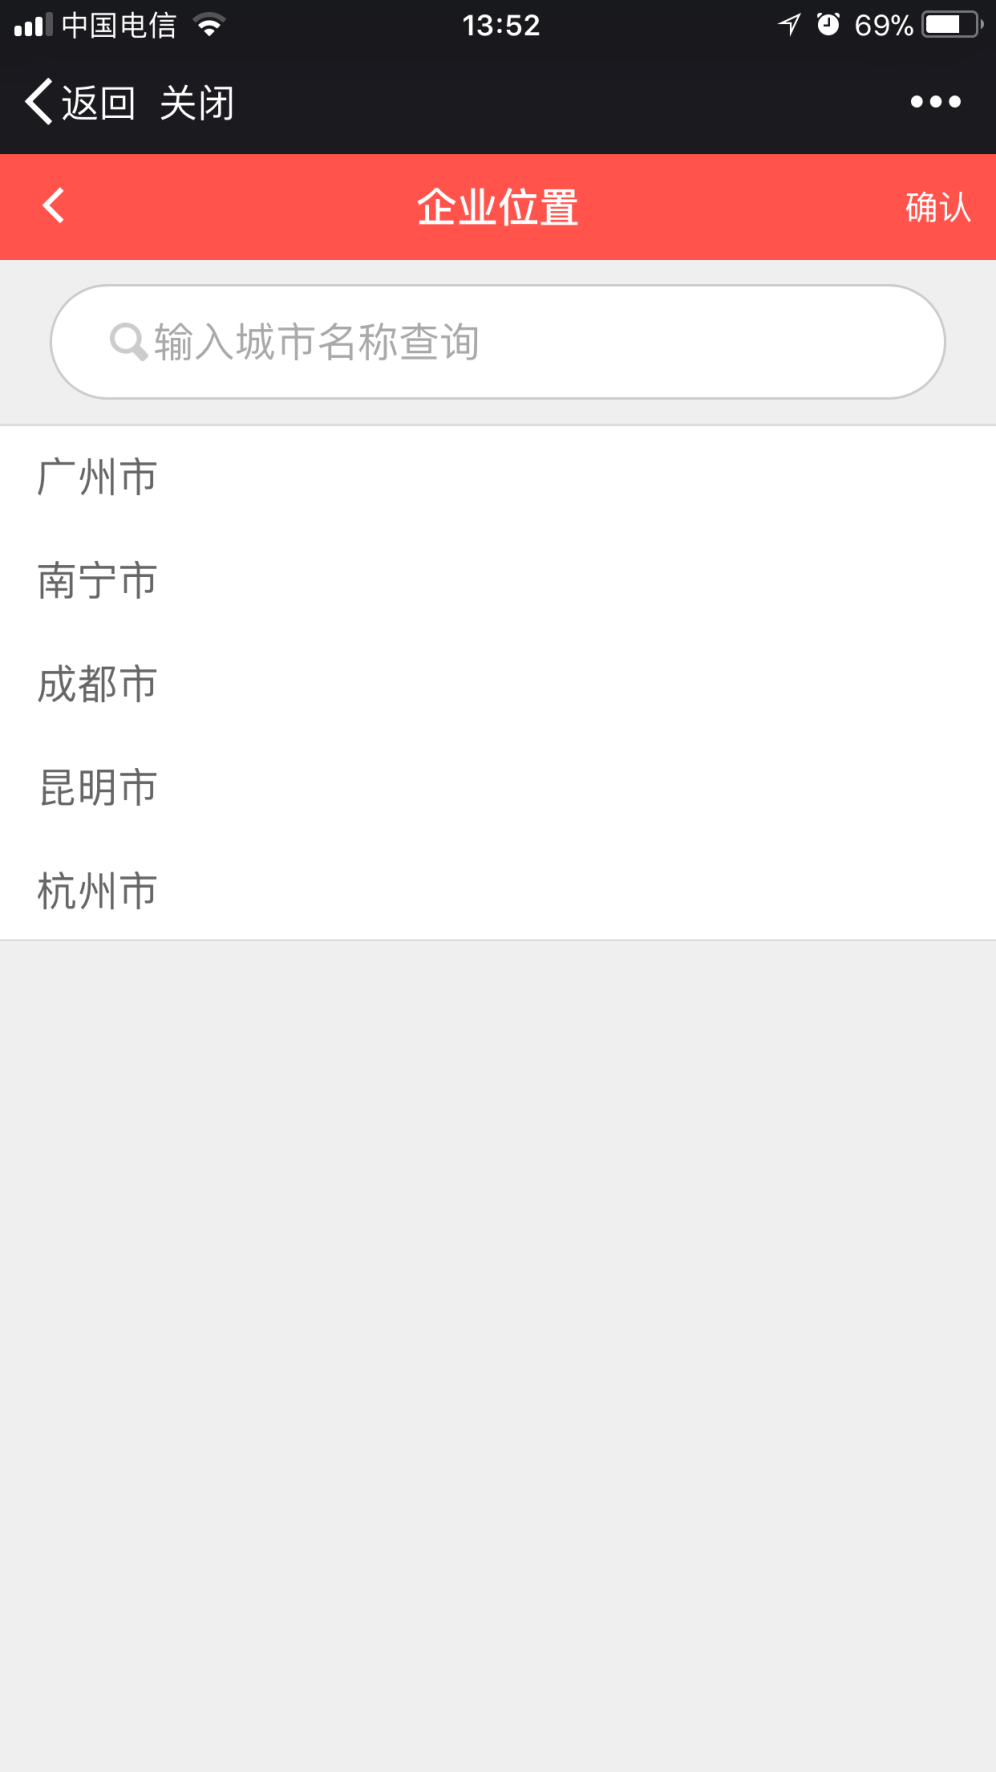 中国电信 13:52 69%
返回 关闭
企业位置 确认
输入城市名称查询
广州市
南宁市
成都市
昆明市
杭州市